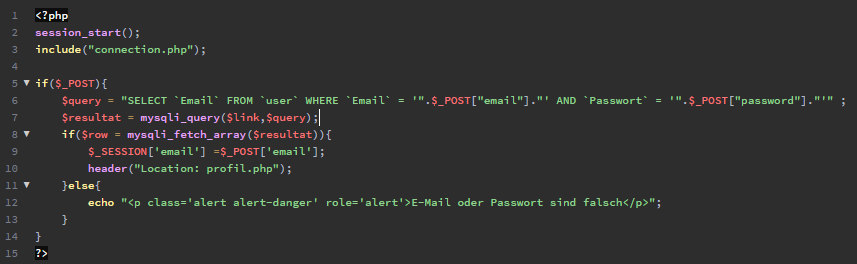 1 <?php
2 session_start();
3 include("connection.php");
4
5 ▼ if($_POST){
6 $query = "SELECT `Email` FROM `user` WHERE `Email` = '".$_POST["email"]."' AND `Passwort` = '".$_POST["password"]."'" ;
7 $resultat = mysqli_query($link,$query);
8 ▼ if($row = mysqli_fetch_array($resultat)){
9 $_SESSION['email'] =$_POST['email'];
10 header("Location: profil.php");
11 ▼ }else{
12 echo "<p class='alert alert-danger' role='alert'>E-Mail oder Passwort sind falsch</p>";
13 }
14 }
15 ?>